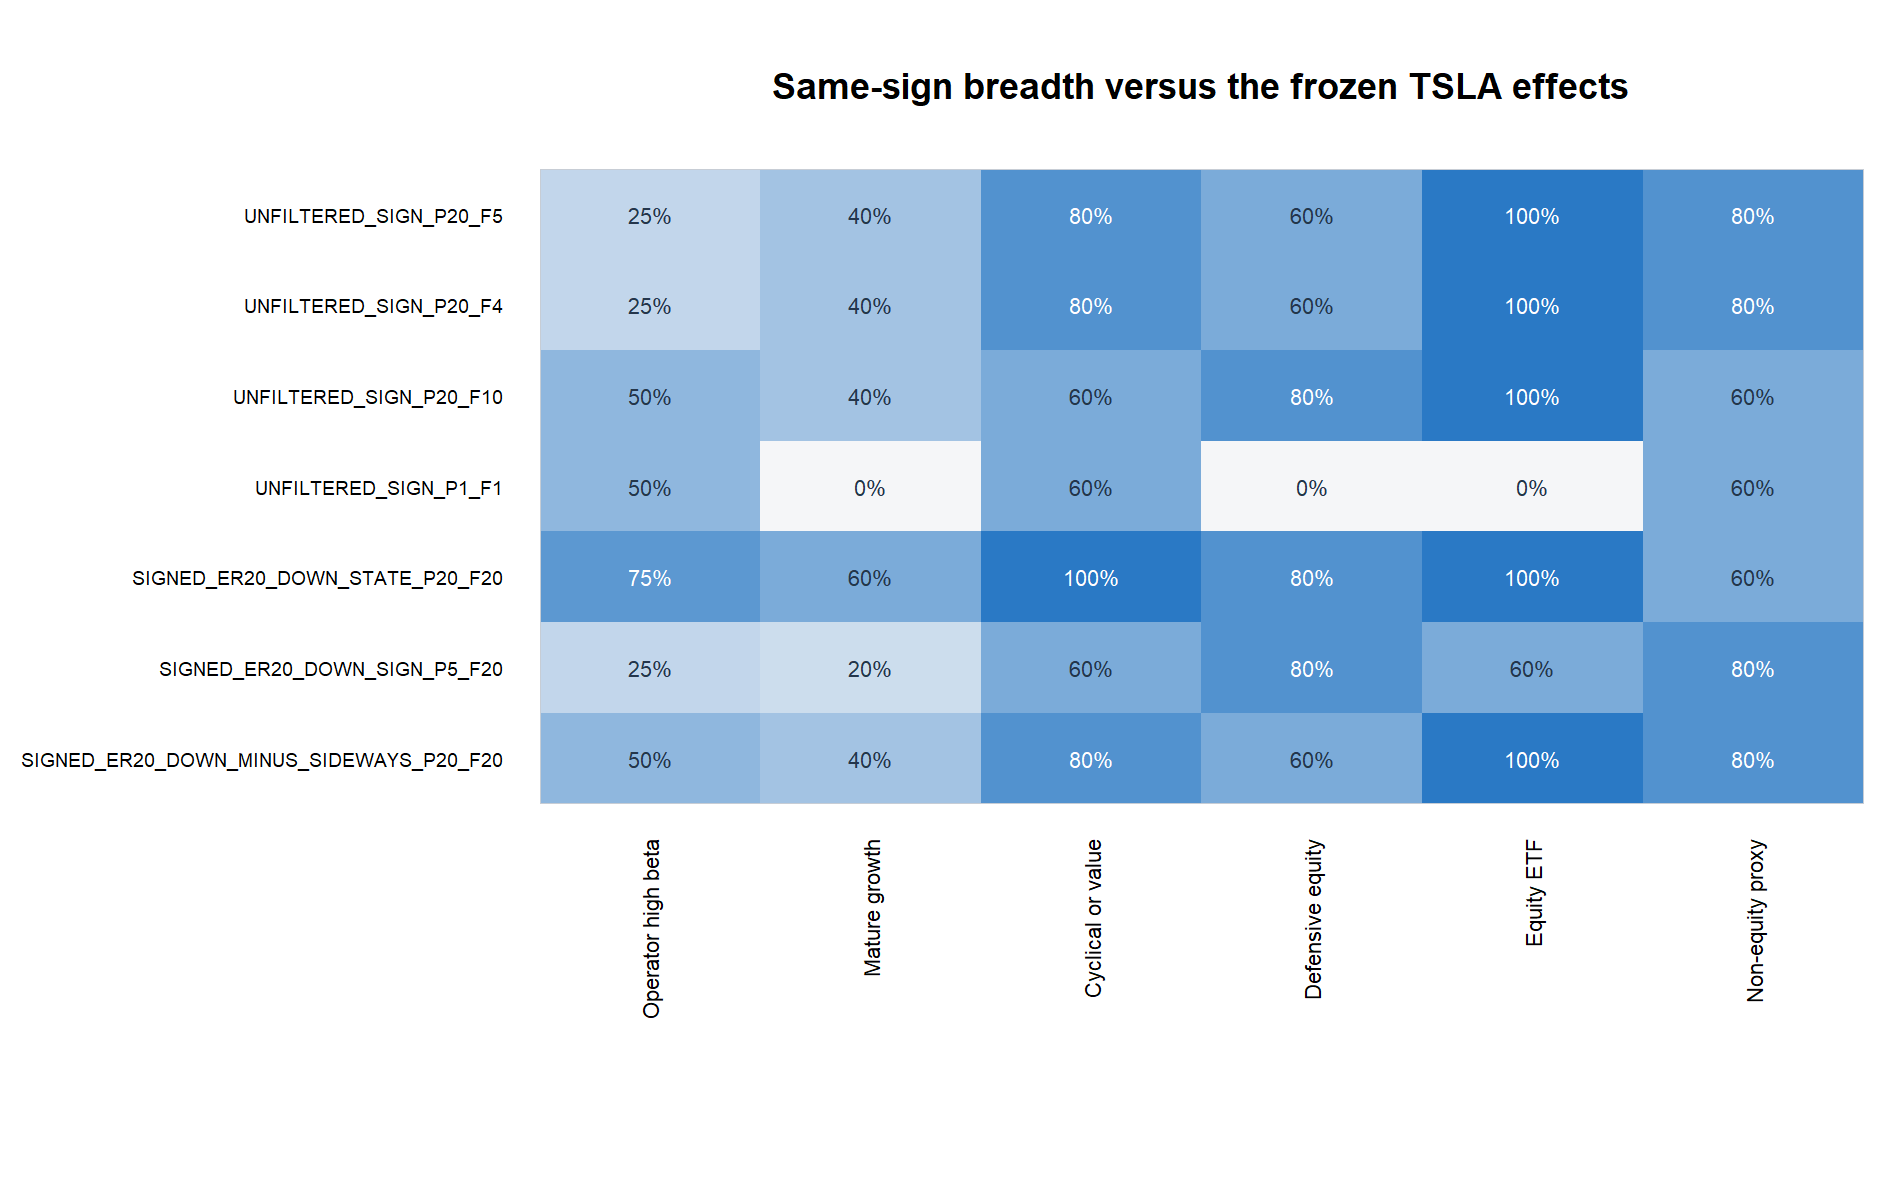 Same-sign breadth versus the frozen TSLA effects
UNFILTERED_SIGN_P20_F5 25% 40% 80% 60% 100% 80%
UNFILTERED_SIGN_P20_F4 25% 40% 80% 60% 100% 80%
UNFILTERED_SIGN_P20_F10 50% 40% 60% 80% 100% 60%
UNFILTERED_SIGN_P1_F1 50% 0% 60% 0% 0% 60%
SIGNED_ER20_DOWN_STATE_P20_F20 75% 60% 100% 80% 100% 60%
SIGNED_ER20_DOWN_SIGN_P5_F20 25% 20% 60% 80% 60% 80%
SIGNED_ER20_DOWN_MINUS_SIDEWAYS_P20_F20 50% 40% 80% 60% 100% 80%
Operator high beta
Mature growth
Cyclical or value
Defensive equity
Equity ETF
Non-equity proxy